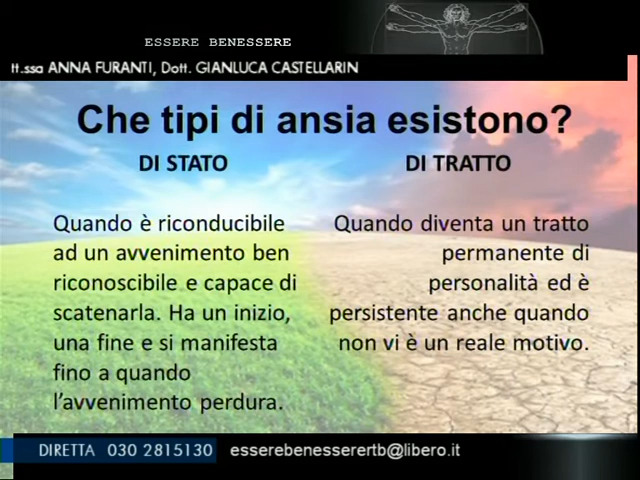 ESSERE BENESSERE
tt.ssa ANNA FURANTI, Dott. GIANLUCA CASTELLARIN
Che tipi di ansia esistono?
DI STATO
Quando è riconducibile
ad un avvenimento ben
riconoscibile e capace di
scatenarla. Ha un inizio,
una fine e si manifesta
fino a quando
l'avvenimento perdura.
DI TRATTO
Quando diventa un tratto
permanente di
personalità ed è
persistente anche quando
non vi è un reale motivo.
DIRETTA 030 2815130 esserebenesserertb@libero.it